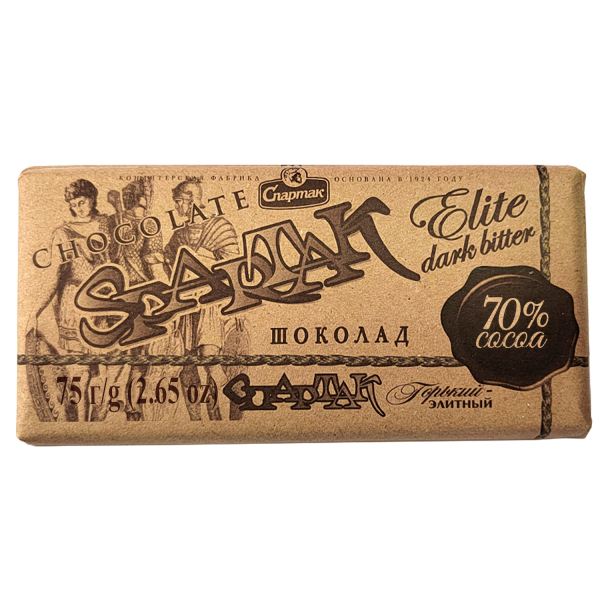 КОНДИТЕРСКАЯ ФАБРИКА ОСНОВАНА В 1924 ГОДУ
Спартак
CHOCOLATE
SPARTAK
Elite
dark bitter
ШОКОЛАД
70%
cocoa
75 г/g (2.65 oz) СПАРТАК Горький-
ЭЛИТНЫЙ